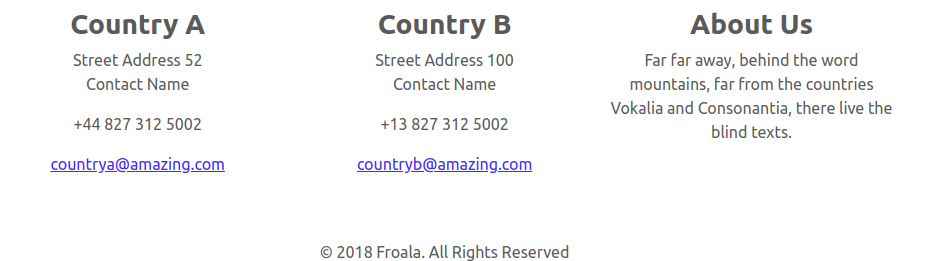 Country A
Street Address 52
Contact Name
+44 827 312 5002
countrya@amazing.com
Country B
Street Address 100
Contact Name
+13 827 312 5002
countryb@amazing.com
About Us
Far far away, behind the word
mountains, far from the countries
Vokalia and Consonantia, there live the
blind texts.
© 2018 Froala. All Rights Reserved